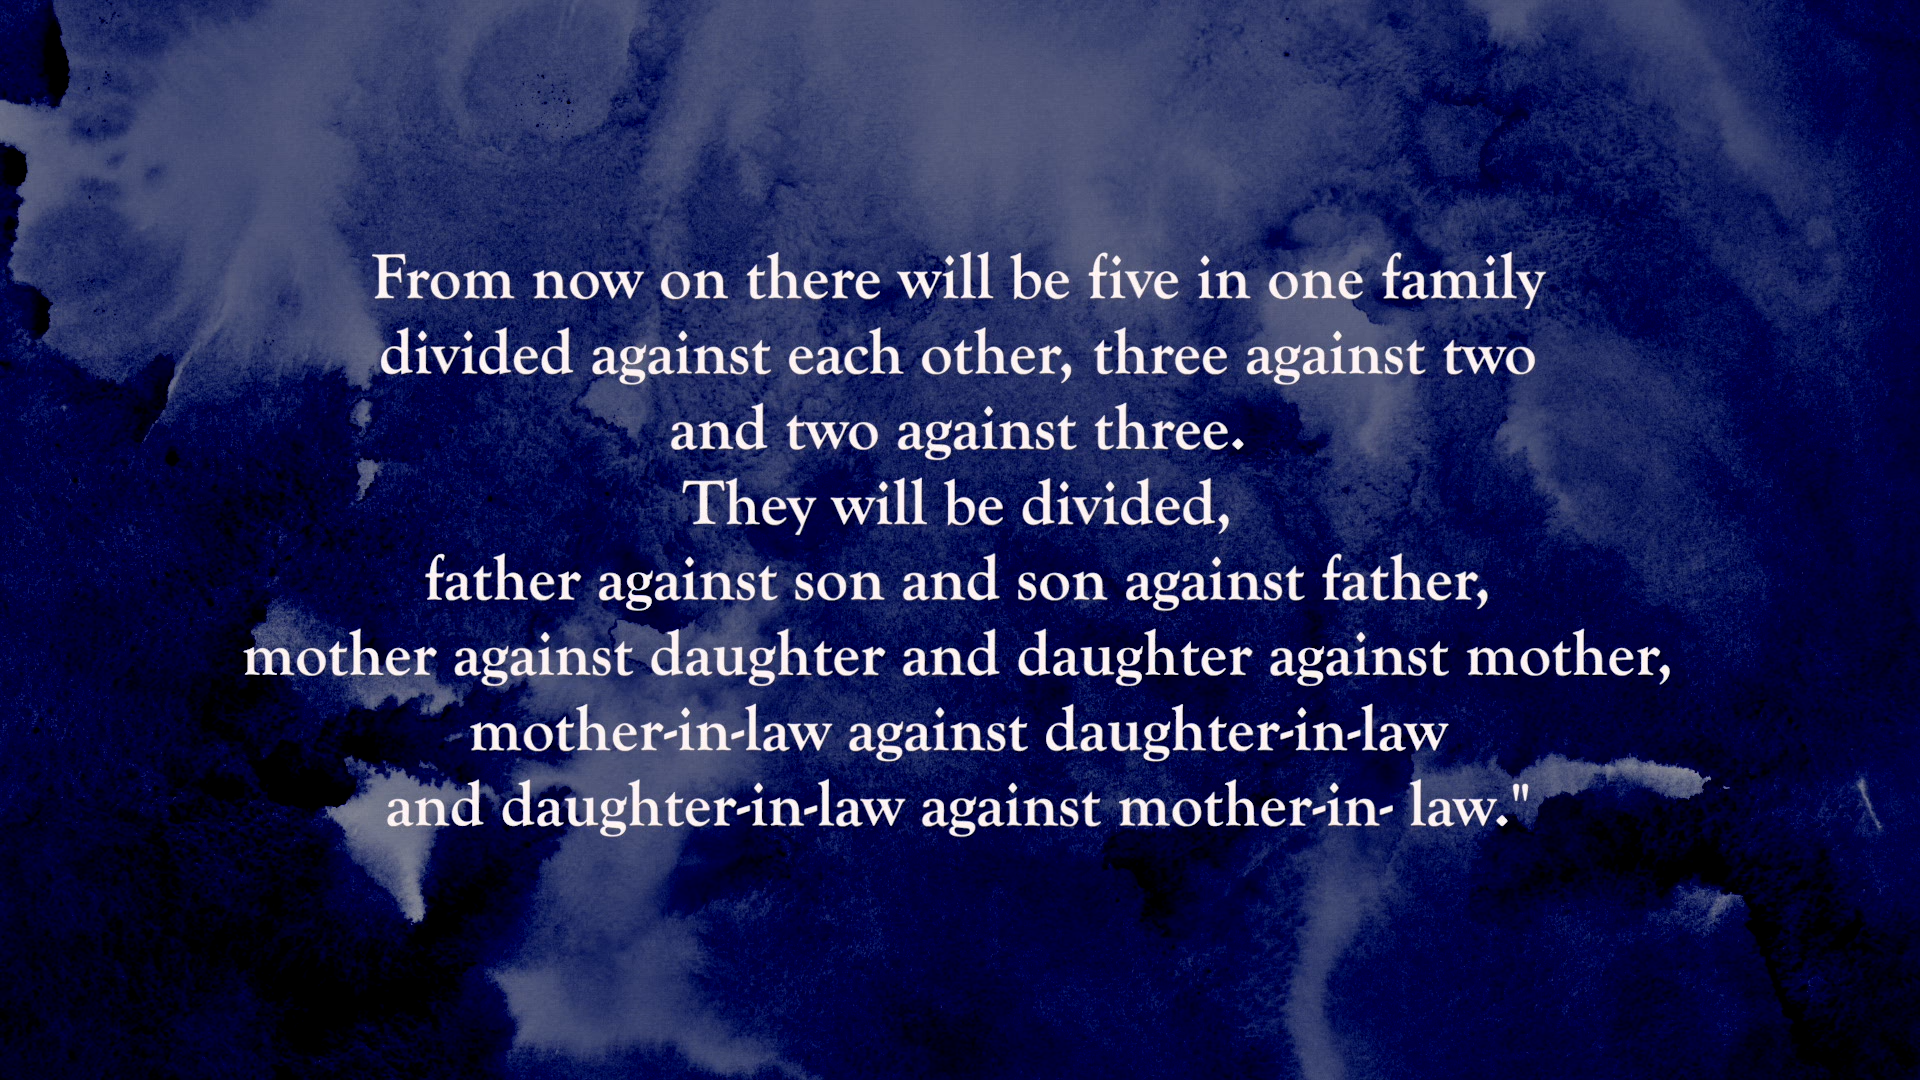 From now on there will be five in one family
divided against each other, three against two
and two against three.
They will be divided,
father against son and son against father,
mother against daughter and daughter against mother,
mother-in-law against daughter-in-law
and daughter-in-law against mother-in- law."